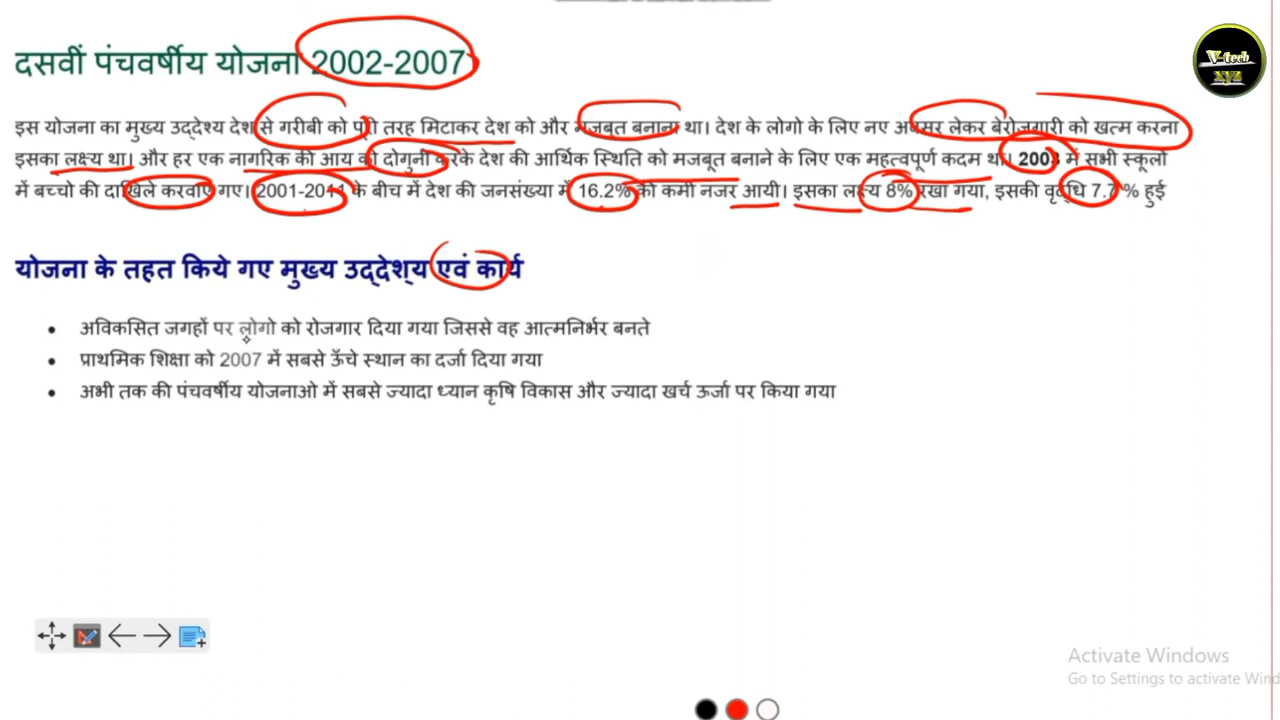 दसवीं पंचवर्षीय योजना 2002-2007
V-tech
xyz
इस योजना का मुख्य उद्देश्य देश से गरीबी को पूरी तरह मिटाकर देश को और मजबूत बनाना था। देश के लोगो के लिए नए अवसर लेकर बेरोजगारी को खत्म करना
इसका लक्ष्य था। और हर एक नागरिक की आय को दोगुनी करके देश की आर्थिक स्थिति को मजबूत बनाने के लिए एक महत्वपूर्ण कदम था। 2003 में सभी स्कूलो
में बच्चो की दाखिले करवाए गए। 2001-2011 के बीच में देश की जनसंख्या में 16.2% की कमी नजर आयी। इसका लक्ष्य 8% रखा गया, इसकी वृद्धि 7.7 % हुई
योजना के तहत किये गए मुख्य उद्देश्य एवं कार्य
अविकसित जगहों पर लोगो को रोजगार दिया गया जिससे वह आत्मनिर्भर बनते
प्राथमिक शिक्षा को 2007 में सबसे ऊँचे स्थान का दर्जा दिया गया
अभी तक की पंचवर्षीय योजनाओ में सबसे ज्यादा ध्यान कृषि विकास और ज्यादा खर्च ऊर्जा पर किया गया
Activate Windows
Go to Settings to activate Wind